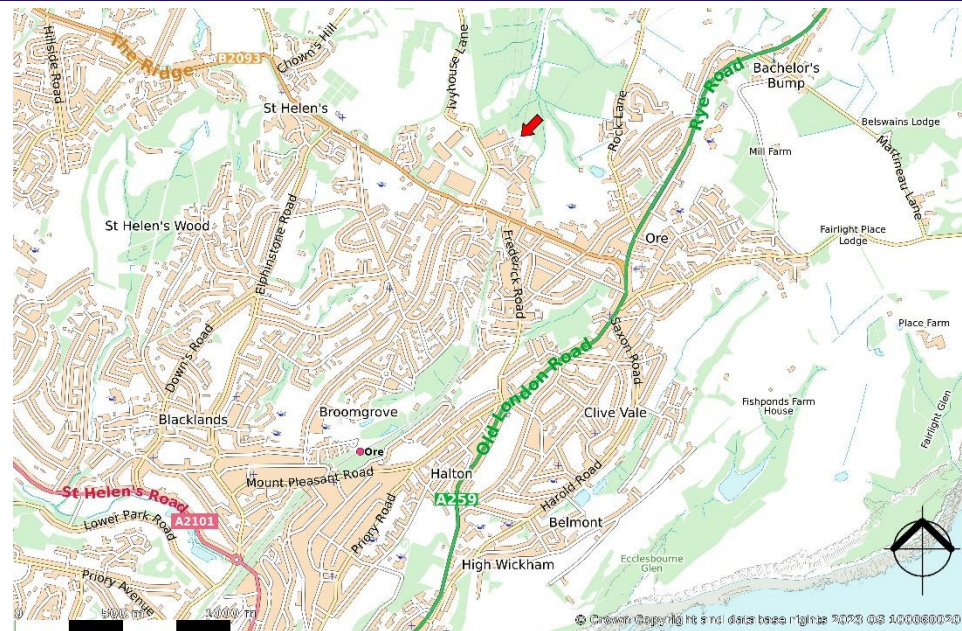 Hillside Road
The Ridge
B2093
Chown's Hill
Ivyhouse Lane
St Helen's
Rock Lane
Rye Road
Bachelor's
Bump
Belswains Lodge
Mill Farm
Martineau Lane
St Helen's Wood
Elphinstone Road
Frederick Road
Ore
Fairlight Place
Lodge
Place Farm
Down's Road
Saxon Road
Old London Road
Blacklands
Broomgrove
Clive Vale
Fishponds Farm
House
Fairlight Glen
Ore
Mount Pleasant Road
Halton
St Helen's Road
A2101
A259
Harold Road
Lower Park Road
Priory Road
Belmont
High Wickham
Ecclesbourne
Glen
Priory Avenue
0 500 m 1000 m
© Crown Copyright and database rights 2023 OS 100060020